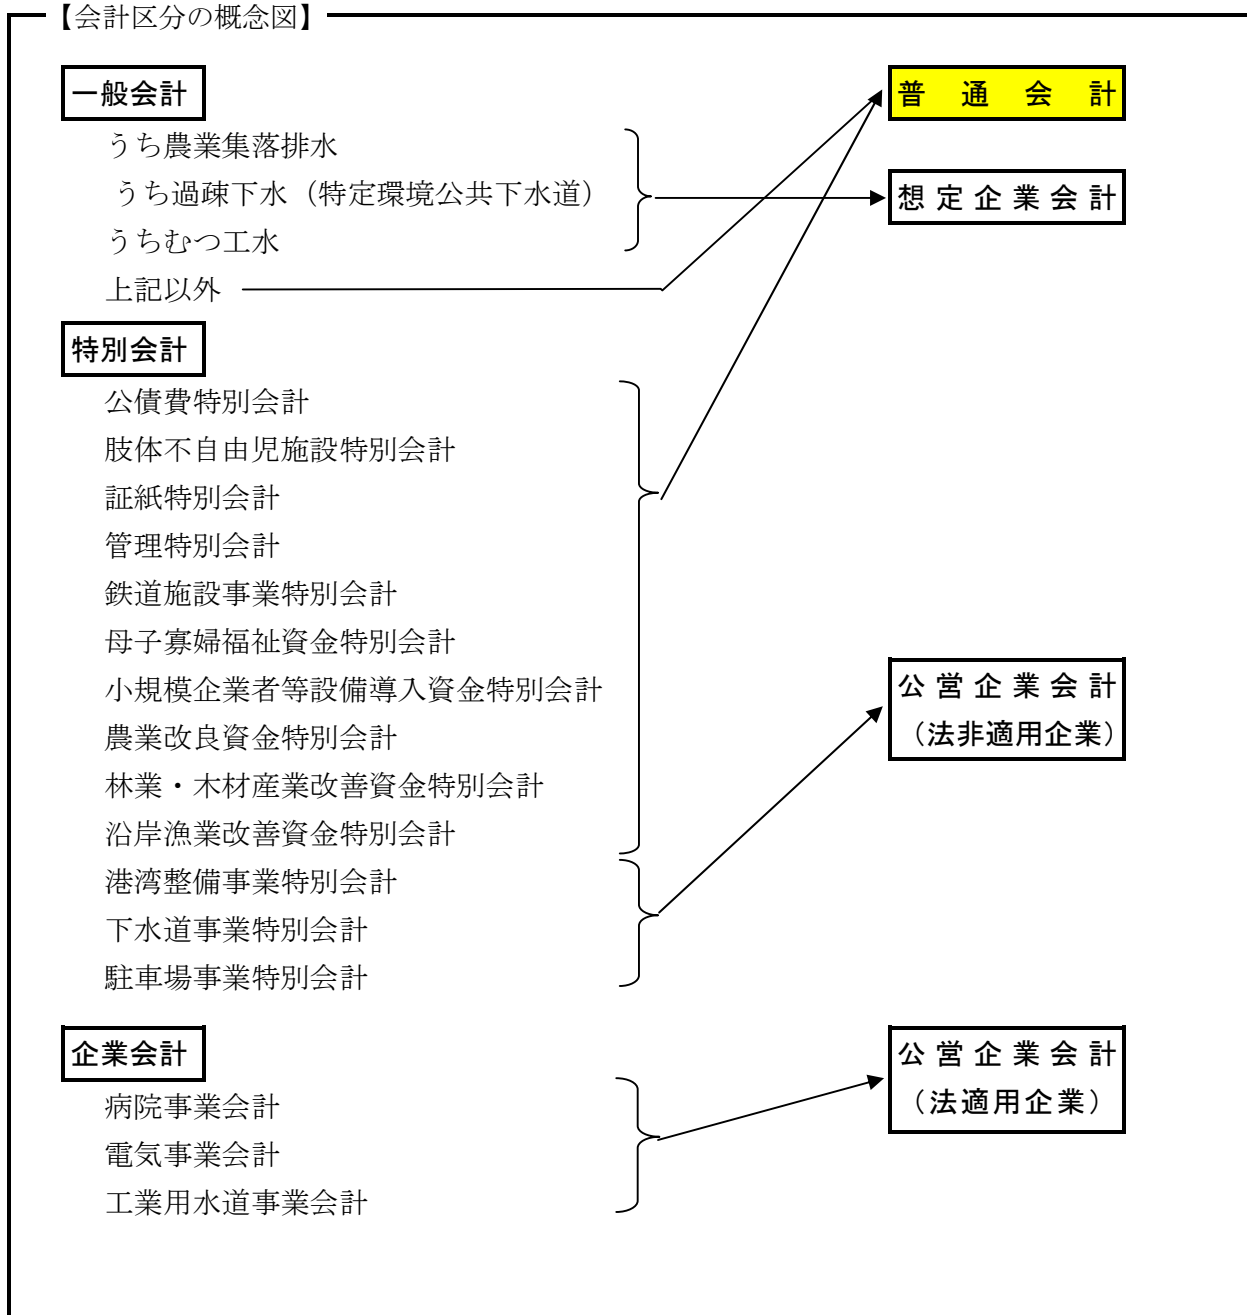 【会計区分の概念図】
一般会計
うち農業集落排水
うち過疎下水（特定環境公共下水道）
うちむつ工水
上記以外
特別会計
公債費特別会計
肢体不自由児施設特別会計
証紙特別会計
管理特別会計
鉄道施設事業特別会計
母子寡婦福祉資金特別会計
小規模企業者等設備導入資金特別会計
農業改良資金特別会計
林業・木材産業改善資金特別会計
沿岸漁業改善資金特別会計
港湾整備事業特別会計
下水道事業特別会計
駐車場事業特別会計
企業会計
病院事業会計
電気事業会計
工業用水道事業会計
普通会計
想定企業会計
公営企業会計
（法非適用企業）
公営企業会計
（法適用企業）